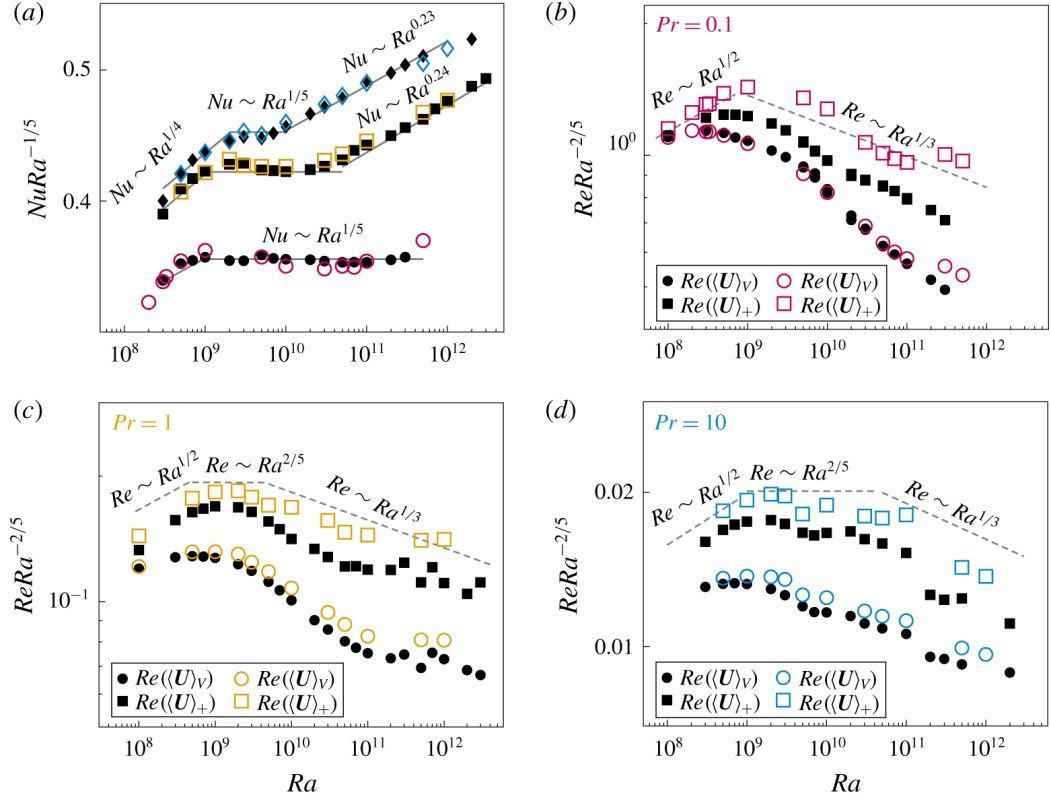 (a)
0.5
0.4
NuRa^{−1/5}
Nu ~ Ra^{1/4}
Nu ~ Ra^{1/5}
Nu ~ Ra^{0.23}
Nu ~ Ra^{0.24}
Nu ~ Ra^{1/5}
10^8 10^9 10^{10} 10^{11} 10^{12}
(b)
Pr = 0.1
10^0
ReRa^{−2/5}
Re ~ Ra^{1/2}
Re ~ Ra^{1/3}
Re(⟨U⟩_V) Re(⟨U⟩_V)
Re(⟨U⟩_+) Re(⟨U⟩_+)
10^8 10^9 10^{10} 10^{11} 10^{12}
(c)
Pr = 1
10^{−1}
ReRa^{−2/5}
Re ~ Ra^{1/2}
Re ~ Ra^{2/5}
Re ~ Ra^{1/3}
Re(⟨U⟩_V) Re(⟨U⟩_V)
Re(⟨U⟩_+) Re(⟨U⟩_+)
10^8 10^9 10^{10} 10^{11} 10^{12}
Ra
(d)
Pr = 10
0.02
0.01
ReRa^{−2/5}
Re ~ Ra^{1/2}
Re ~ Ra^{2/5}
Re ~ Ra^{1/3}
Re(⟨U⟩_V) Re(⟨U⟩_V)
Re(⟨U⟩_+) Re(⟨U⟩_+)
10^8 10^9 10^{10} 10^{11} 10^{12}
Ra